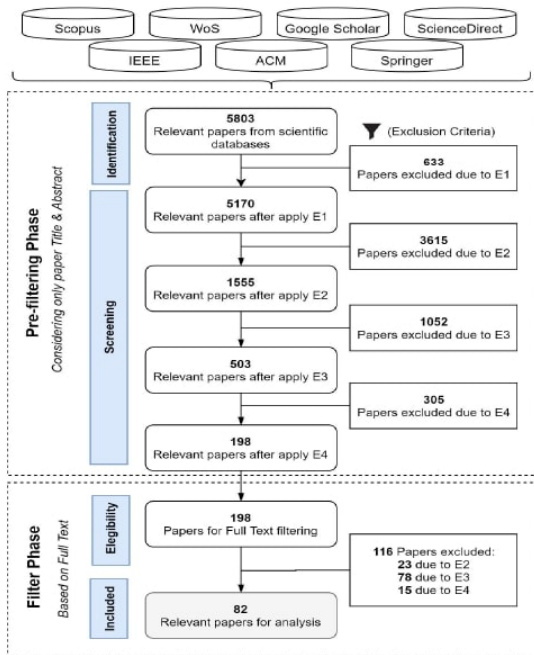 Scopus
WoS
Google Scholar
ScienceDirect
IEEE
ACM
Springer
Pre-filtering Phase
Considering only paper Title & Abstract
Identification
5803
Relevant papers from scientific
databases
(Exclusion Criteria)
633
Papers excluded due to E1
Screening
5170
Relevant papers after apply E1
3615
Papers excluded due to E2
1555
Relevant papers after apply E2
1052
Papers excluded due to E3
503
Relevant papers after apply E3
305
Papers excluded due to E4
198
Relevant papers after apply E4
Filter Phase
Based on Full Text
Elegibility
198
Papers for Full Text filtering
116 Papers excluded:
23 due to E2
78 due to E3
15 due to E4
Included
82
Relevant papers for analysis